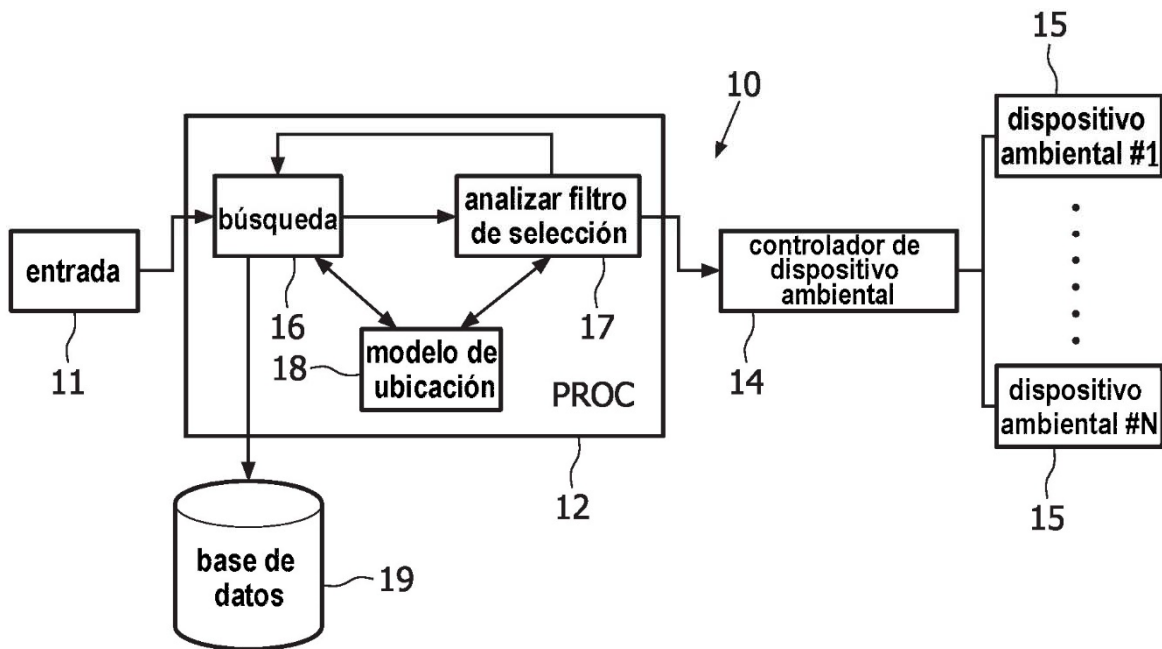 15
10
dispositivo
ambiental #1
búsqueda
analizar filtro
de selección
entrada
controlador de
dispositivo
ambiental
16
17
11
18
modelo de
ubicación
PROC
14
dispositivo
ambiental #N
12
15
base de
datos
19